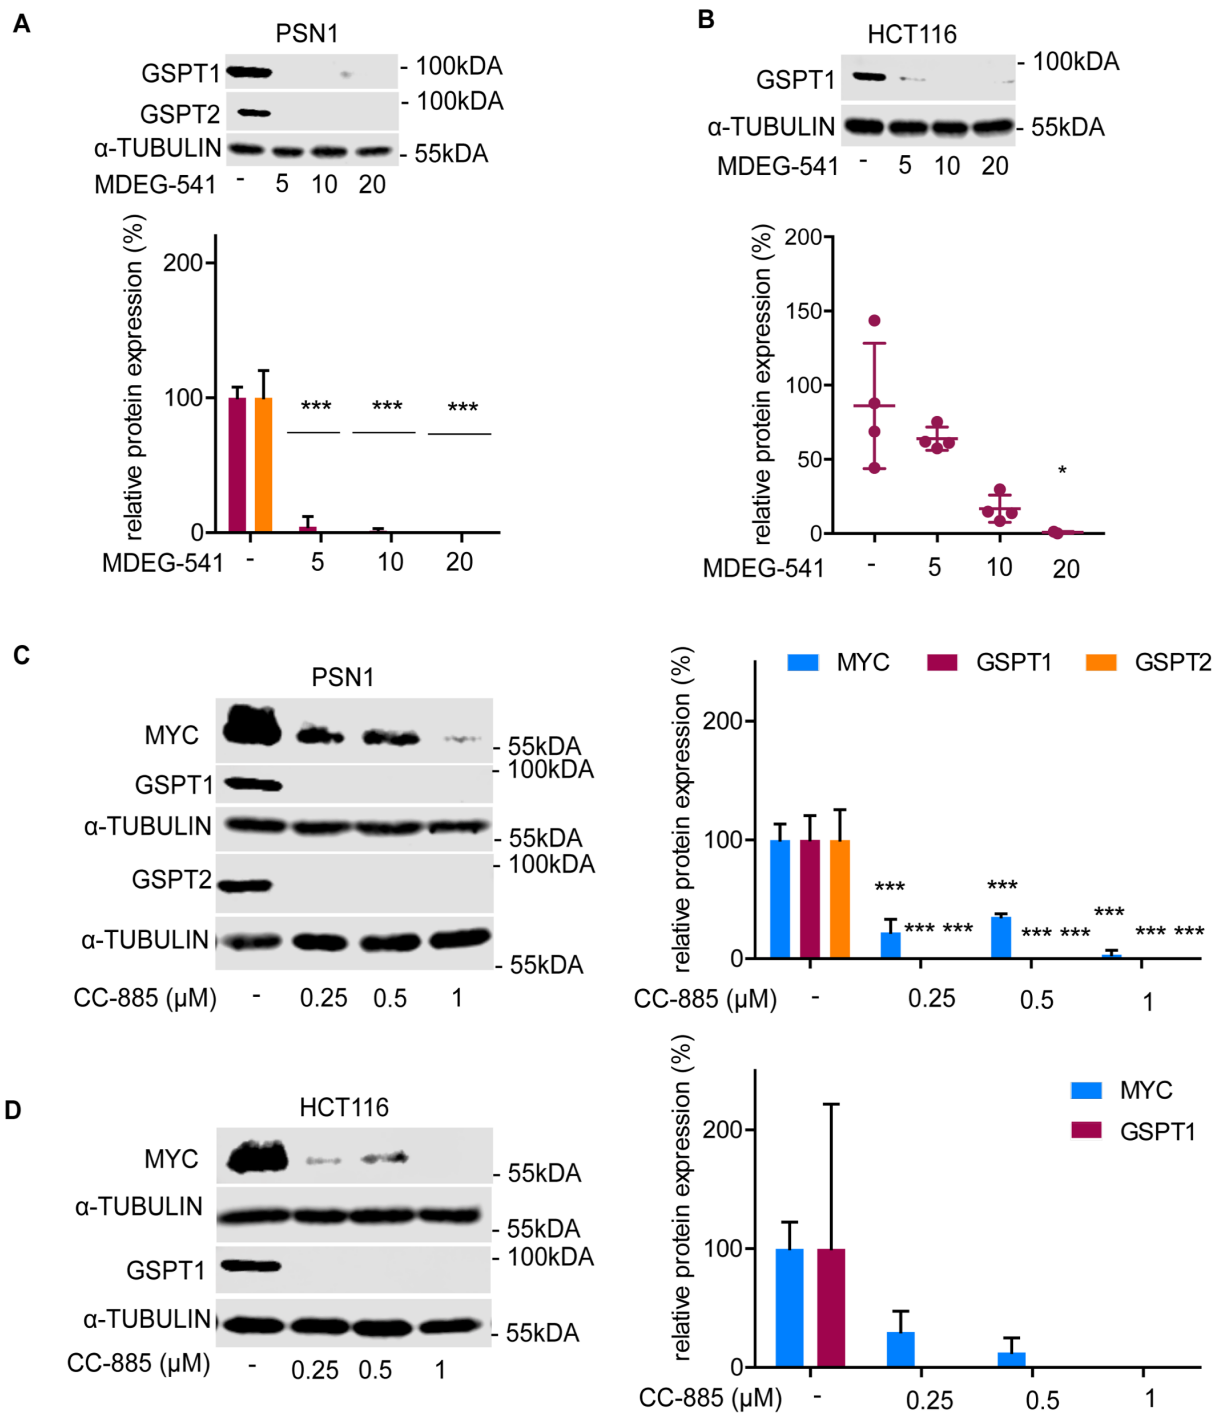 A
PSN1
GSPT1
- 100kDA
GSPT2
- 100kDA
α-TUBULIN
- 55kDA
MDEG-541 - 5 10 20
relative protein expression (%)
200
100
0
*** *** ***
MDEG-541 - 5 10 20
B
HCT116
GSPT1
- 100kDA
α-TUBULIN
- 55kDA
MDEG-541 - 5 10 20
relative protein expression (%)
200
150
100
50
0
*
MDEG-541 - 5 10 20
C
PSN1
MYC
- 55kDA
GSPT1
- 100kDA
α-TUBULIN
- 55kDA
GSPT2
- 100kDA
α-TUBULIN
- 55kDA
CC-885 (µM) - 0.25 0.5 1
MYC GSPT1 GSPT2
relative protein expression (%)
200
100
0
*** *** ***
*** *** *** *** *** ***
CC-885 (µM) - 0.25 0.5 1
D
HCT116
MYC
- 55kDA
α-TUBULIN
- 55kDA
GSPT1
- 100kDA
α-TUBULIN
- 55kDA
CC-885 (µM) - 0.25 0.5 1
MYC
GSPT1
relative protein expression (%)
200
100
0
CC-885 (µM) - 0.25 0.5 1